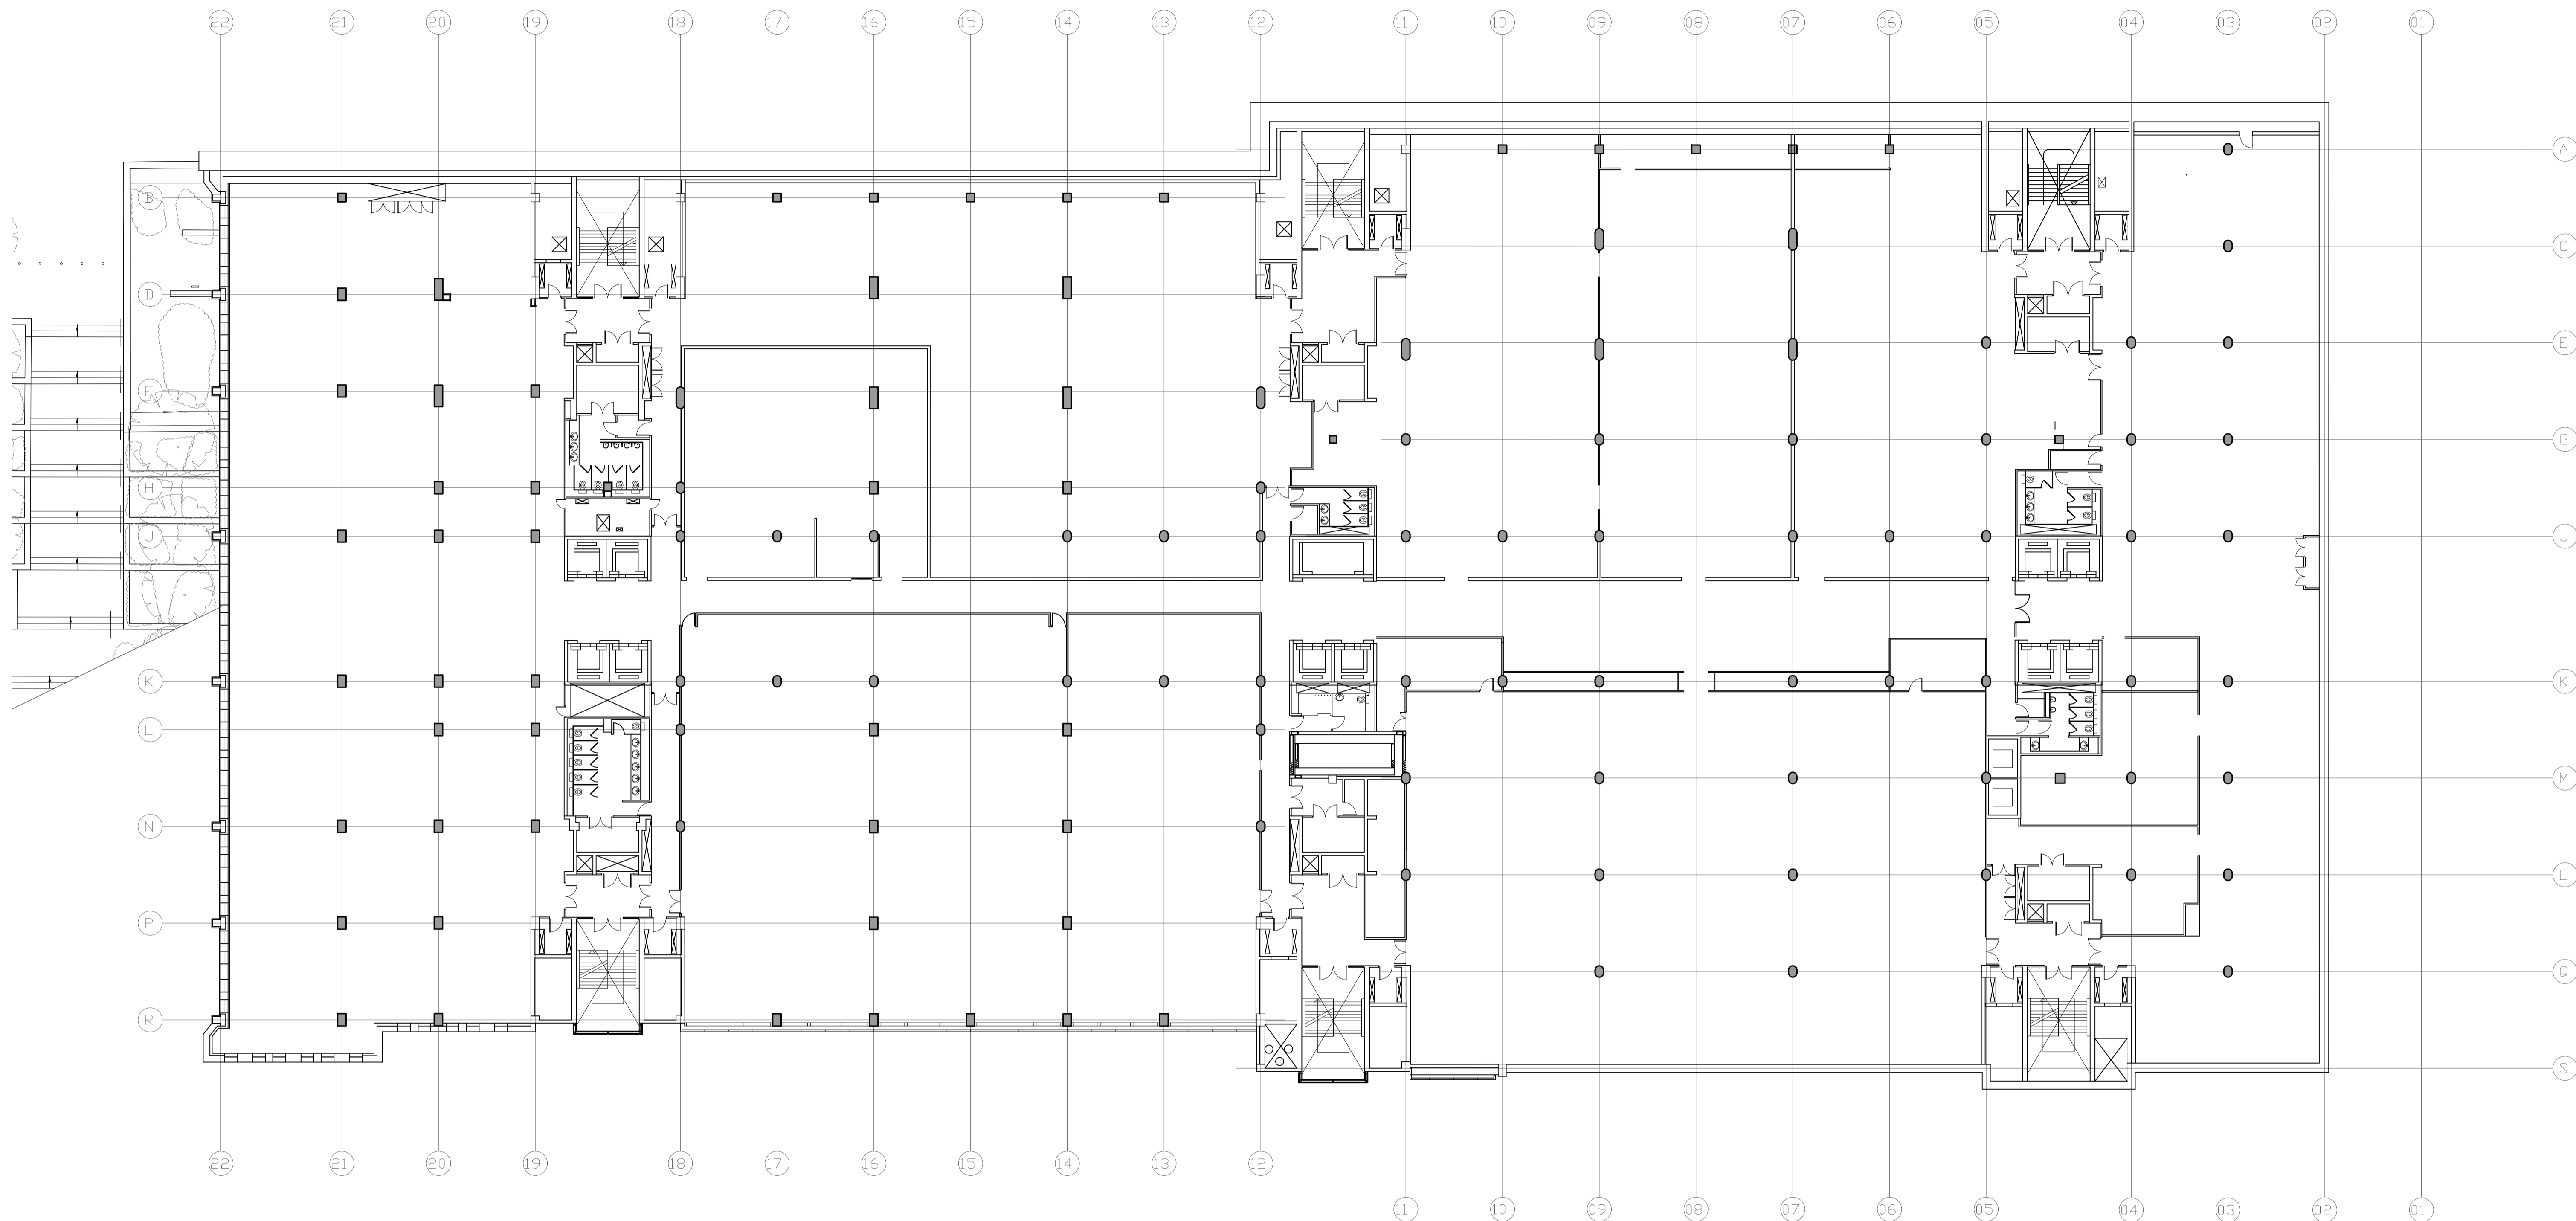 22 21 20 19 18 17 16 15 14 13 12 11 10 09 08 07 06 05 04 03 02 01
A
B
C
D
E
F
G
H
J J
K K
L
M
N
O
P
Q
R
S
22 21 20 19 18 17 16 15 14 13 12
11 10 09 08 07 06 05 04 03 02 01